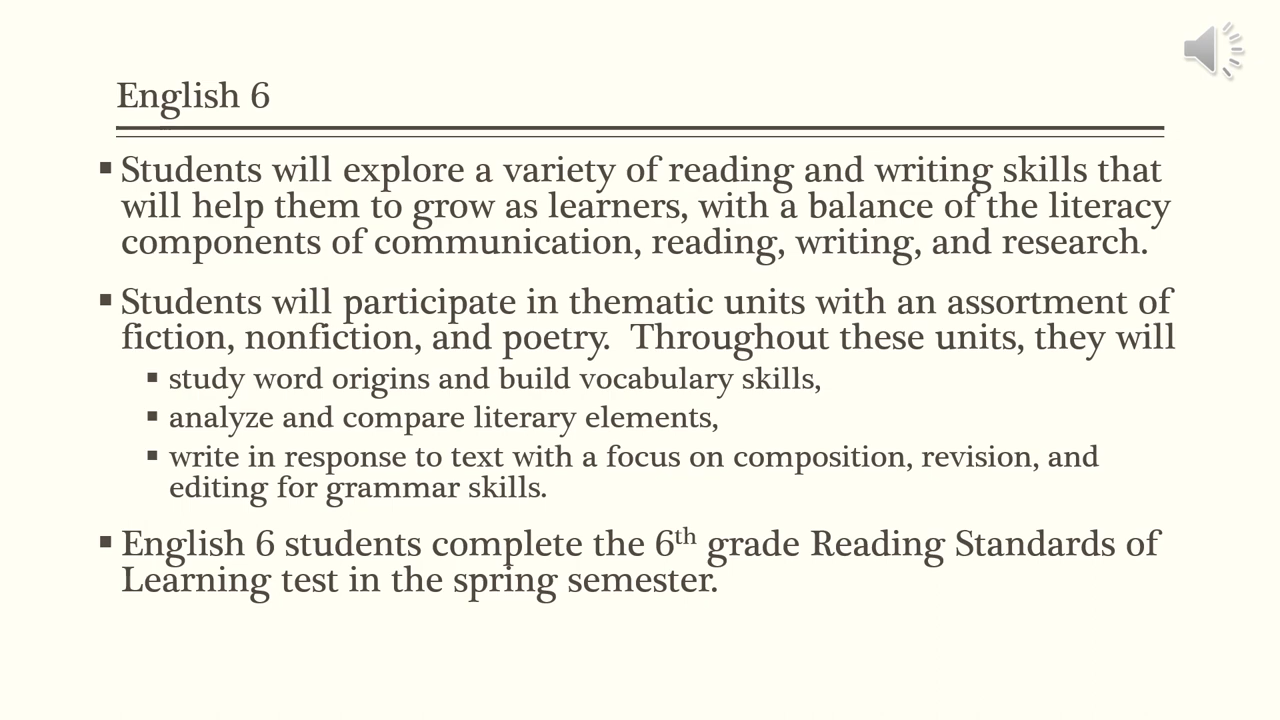 English 6
▪ Students will explore a variety of reading and writing skills that
will help them to grow as learners, with a balance of the literacy
components of communication, reading, writing, and research.
▪ Students will participate in thematic units with an assortment of
fiction, nonfiction, and poetry.  Throughout these units, they will
▪ study word origins and build vocabulary skills,
▪ analyze and compare literary elements,
▪ write in response to text with a focus on composition, revision, and
editing for grammar skills.
▪ English 6 students complete the 6th grade Reading Standards of
Learning test in the spring semester.